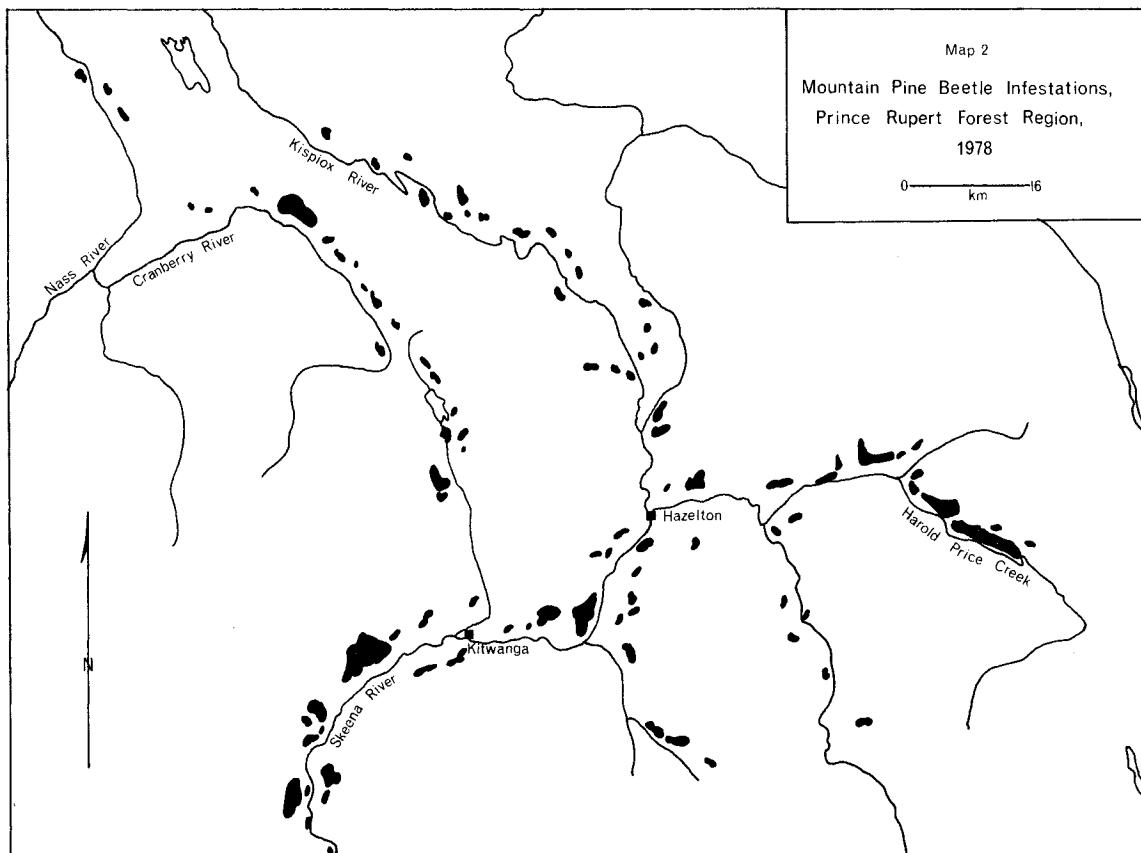 Map 2
Mountain Pine Beetle Infestations,
Prince Rupert Forest Region,
1978
0 16
km
Kispiox River
Nass River
Cranberry River
Hazelton
Harold Price Creek
N
Kitwanga
Skeena River